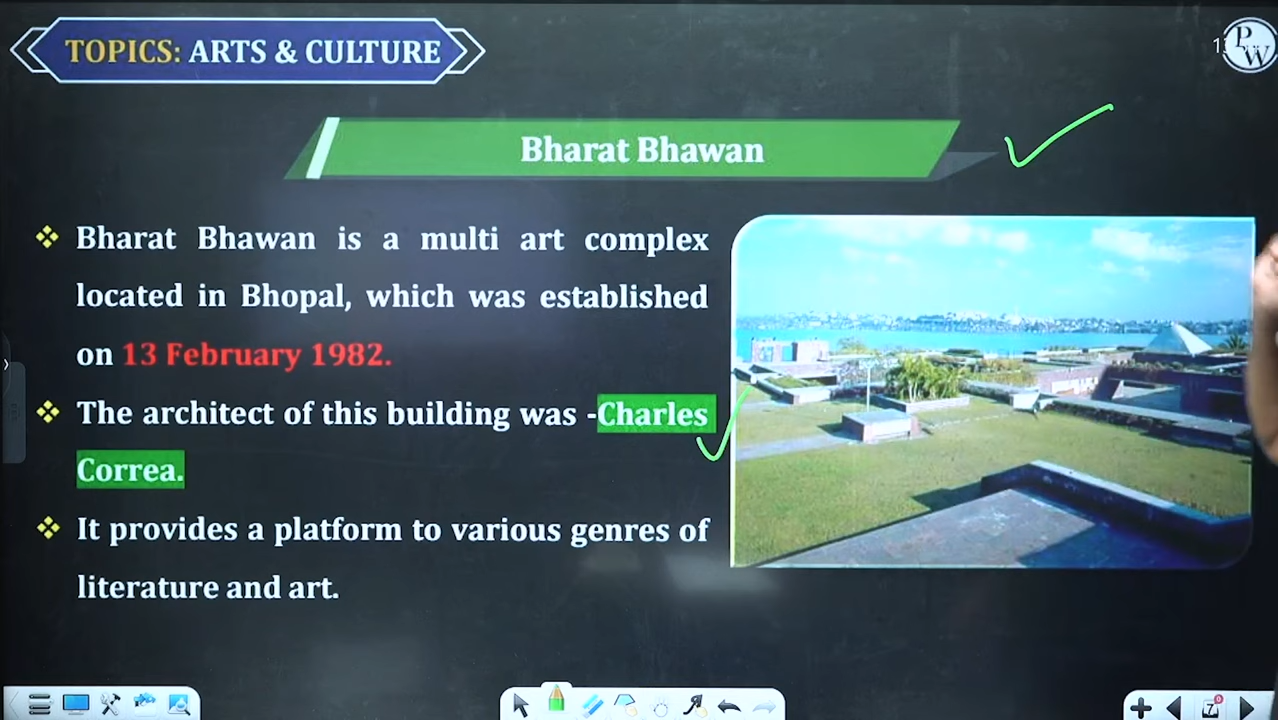 TOPICS: ARTS & CULTURE
PW
Bharat Bhawan
Bharat Bhawan is a multi art complex
located in Bhopal, which was established
on 13 February 1982.
The architect of this building was -Charles
Correa.
It provides a platform to various genres of
literature and art.